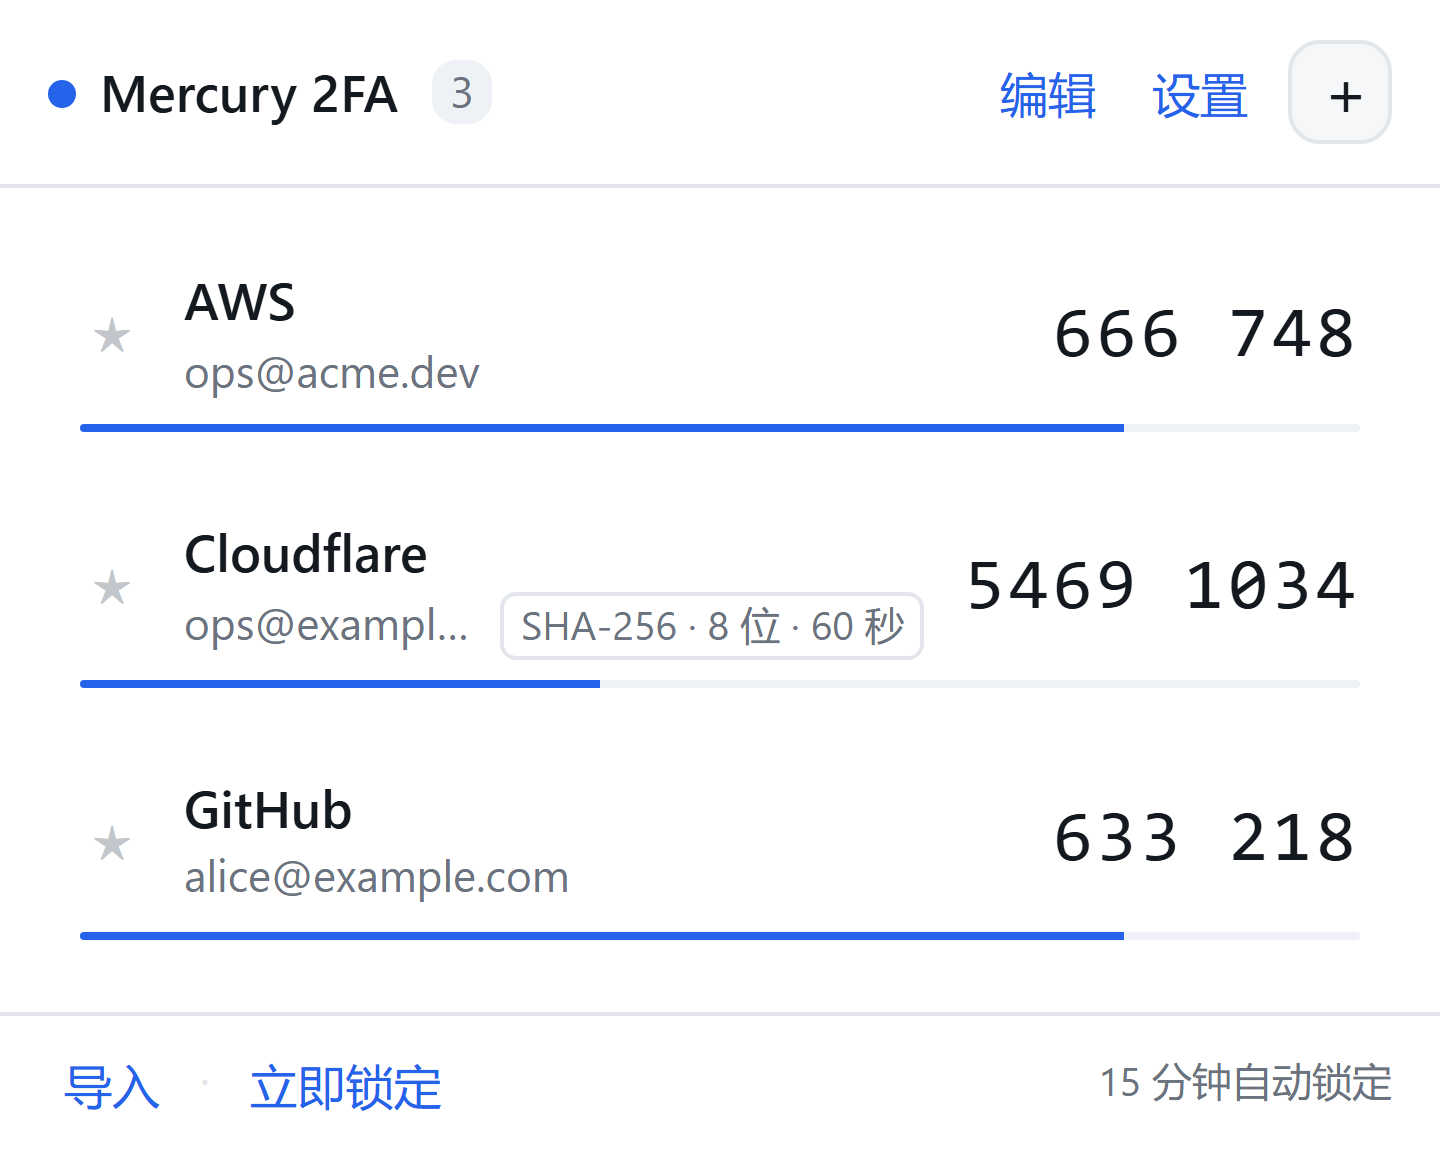 Mercury 2FA 3 编辑 设置 +
AWS
ops@acme.dev
666 748
Cloudflare
ops@exampl... SHA-256 · 8 位 · 60 秒
5469 1034
GitHub
alice@example.com
633 218
导入 · 立即锁定 15 分钟自动锁定